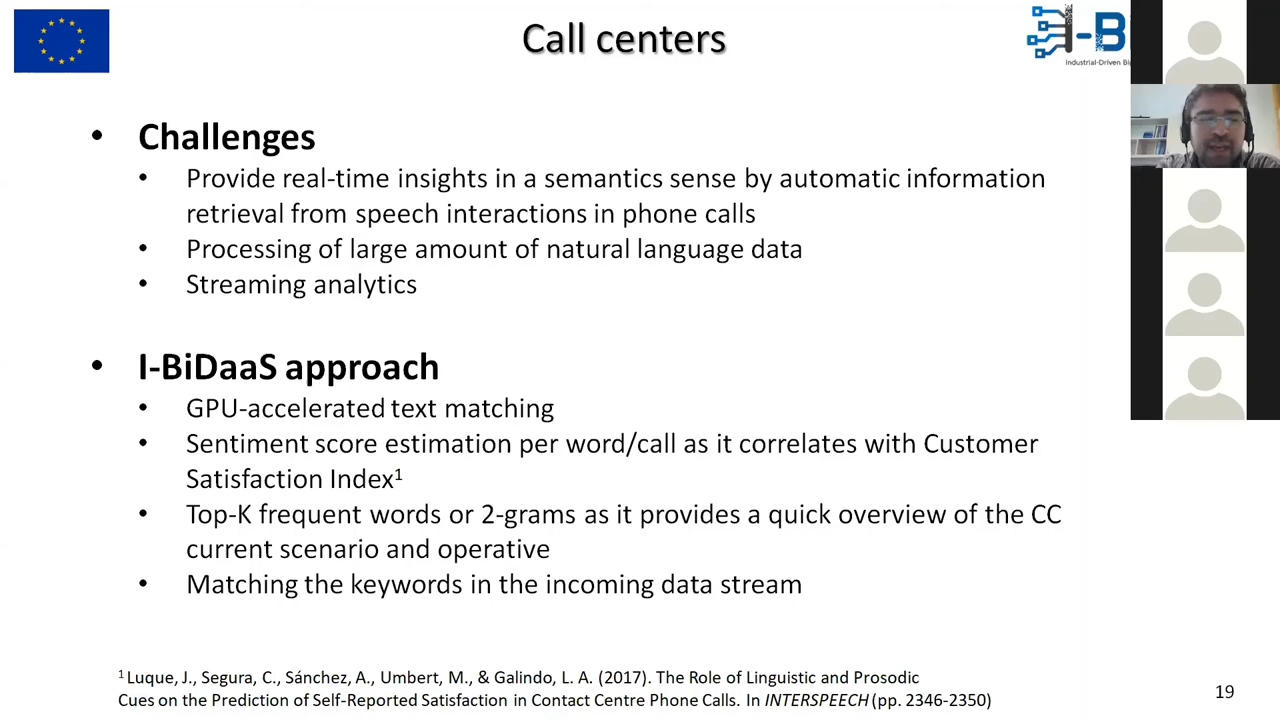 Call centers
I-B
Industrial-Driven Bi
• Challenges
• Provide real-time insights in a semantics sense by automatic information
retrieval from speech interactions in phone calls
• Processing of large amount of natural language data
• Streaming analytics
• I-BiDaaS approach
• GPU-accelerated text matching
• Sentiment score estimation per word/call as it correlates with Customer
Satisfaction Index¹
• Top-K frequent words or 2-grams as it provides a quick overview of the CC
current scenario and operative
• Matching the keywords in the incoming data stream
¹ Luque, J., Segura, C., Sánchez, A., Umbert, M., & Galindo, L. A. (2017). The Role of Linguistic and Prosodic
Cues on the Prediction of Self-Reported Satisfaction in Contact Centre Phone Calls. In INTERSPEECH (pp. 2346-2350)
19